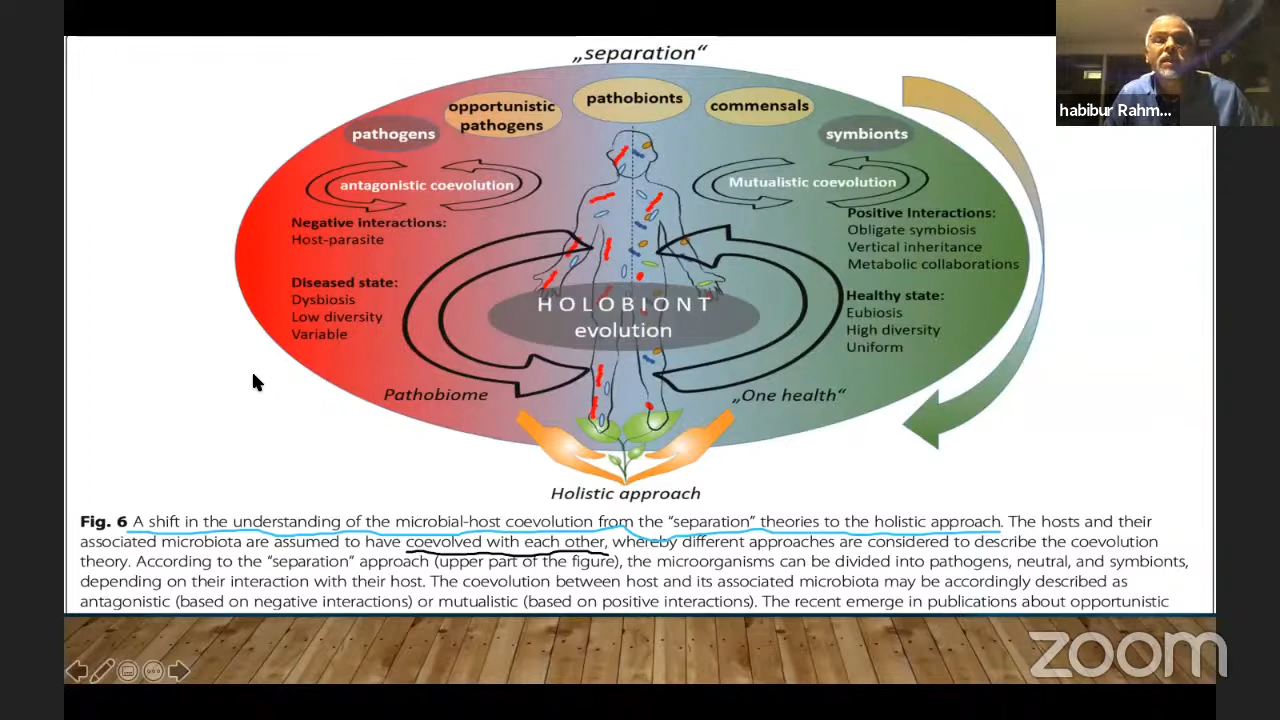 „separation“
habibur Rahm...
pathobionts
opportunistic
pathogens
commensals
pathogens
symbionts
antagonistic coevolution
Mutualistic coevolution
Negative interactions:
Host-parasite
Positive Interactions:
Obligate symbiosis
Vertical inheritance
Metabolic collaborations
Diseased state:
Dysbiosis
Low diversity
Variable
HOLOBIONT
evolution
Healthy state:
Eubiosis
High diversity
Uniform
Pathobiome
„One health“
Holistic approach
Fig. 6 A shift in the understanding of the microbial-host coevolution from the “separation” theories to the holistic approach. The hosts and their
associated microbiota are assumed to have coevolved with each other, whereby different approaches are considered to describe the coevolution
theory. According to the “separation” approach (upper part of the figure), the microorganisms can be divided into pathogens, neutral, and symbionts,
depending on their interaction with their host. The coevolution between host and its associated microbiota may be accordingly described as
antagonistic (based on negative interactions) or mutualistic (based on positive interactions). The recent emerge in publications about opportunistic
zoom